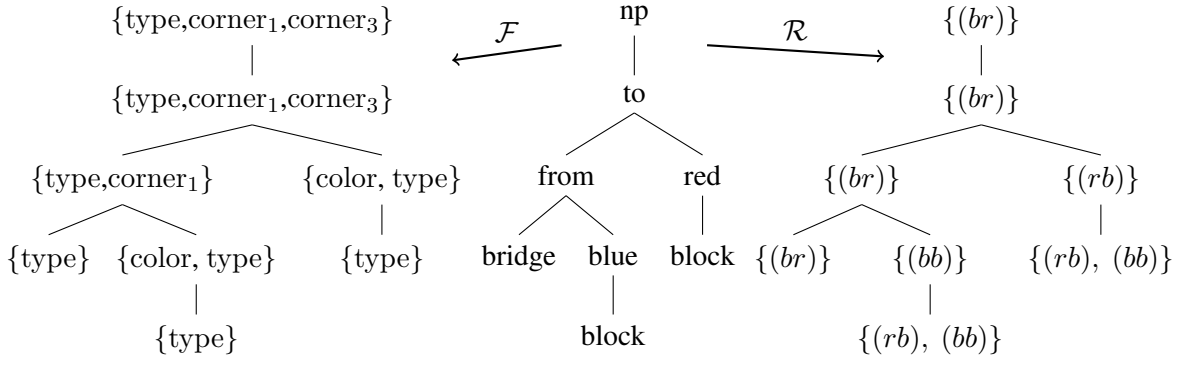 {type,corner₁,corner₃} np {(br)}
ℱ ℛ
{type,corner₁,corner₃} to {(br)}
{type,corner₁} {color, type} from red {(br)} {(rb)}
{type} {color, type} {type} bridge blue block {(br)} {(bb)} {(rb), (bb)}
{type} block {(rb), (bb)}